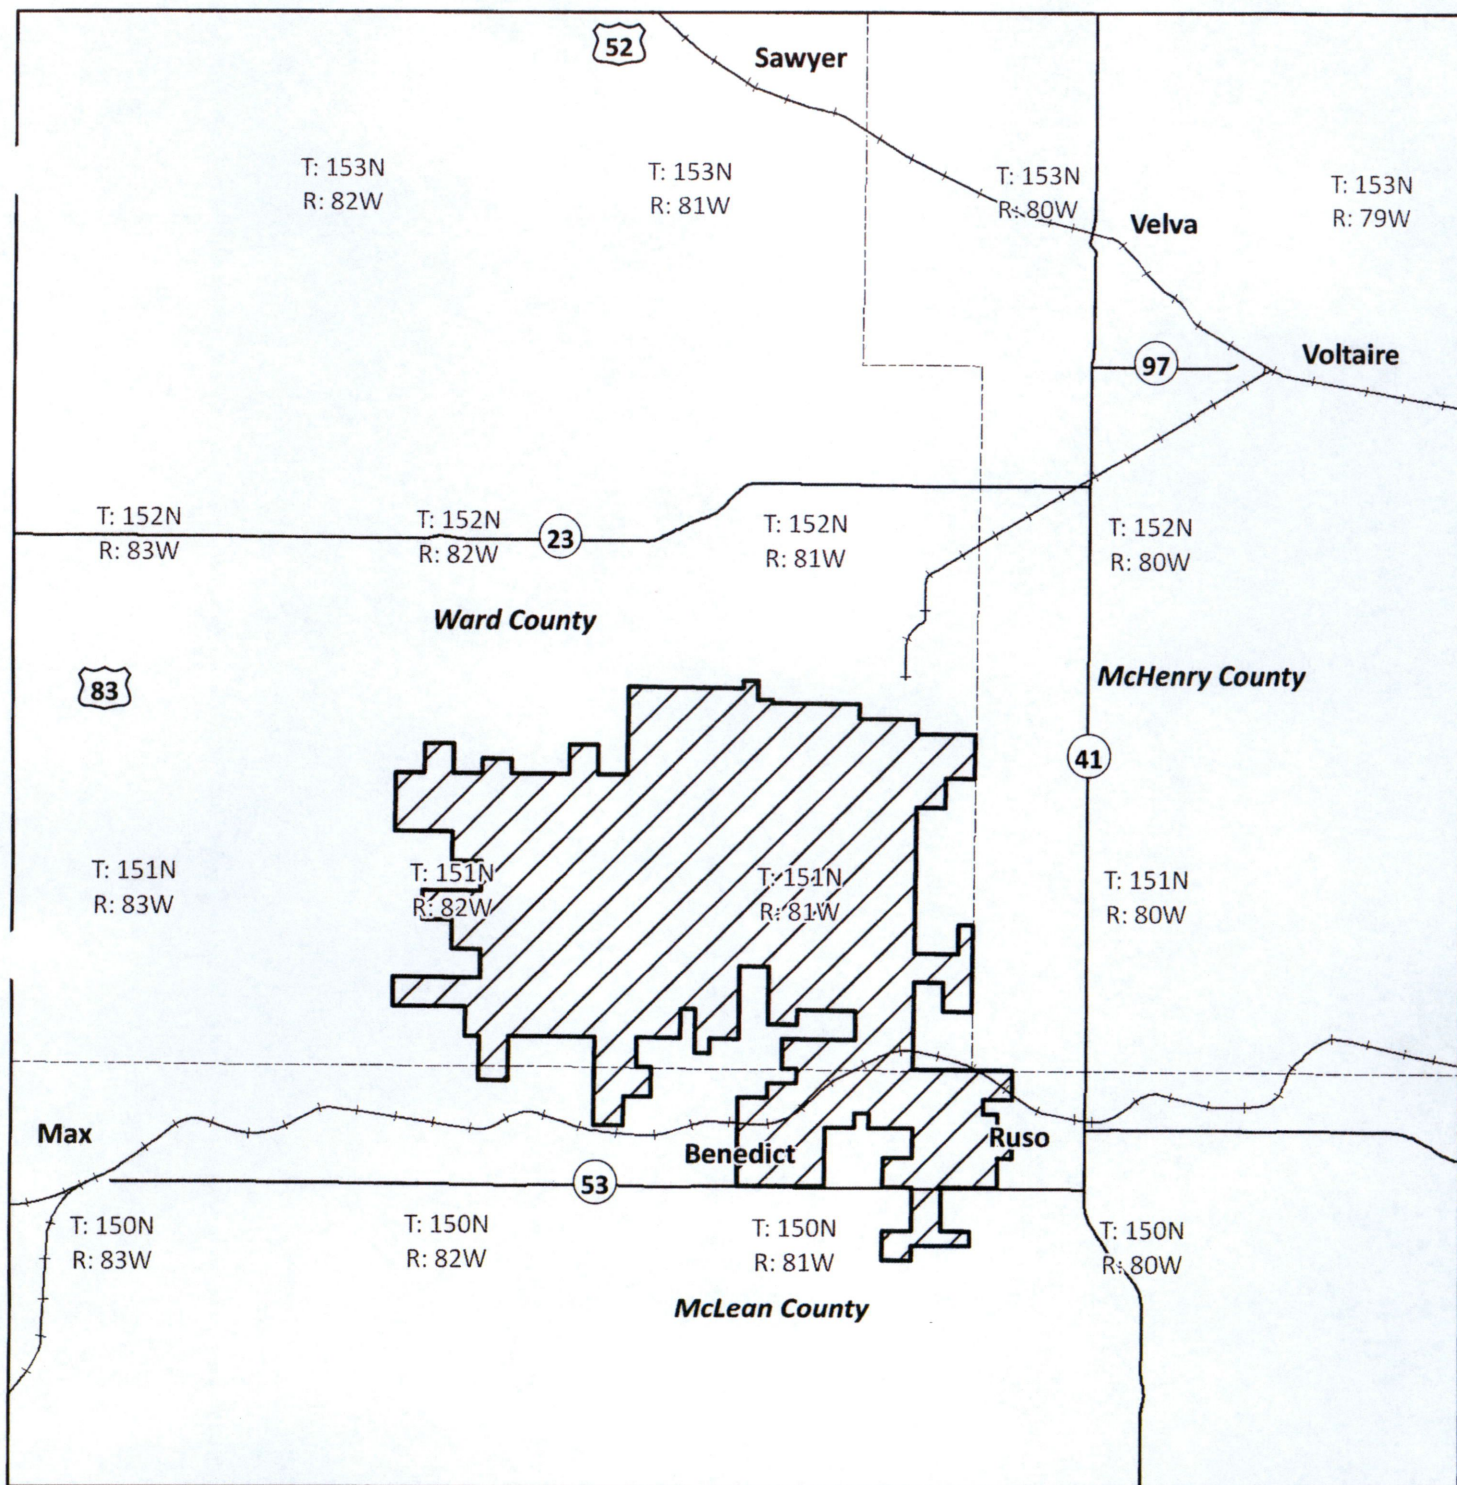 52
Sawyer
T: 153N
R: 82W
T: 153N
R: 81W
T: 153N
R: 80W
T: 153N
R: 79W
Velva
97
Voltaire
T: 152N
R: 83W
T: 152N
R: 82W
23
T: 152N
R: 81W
T: 152N
R: 80W
Ward County
83
McHenry County
41
T: 151N
R: 83W
T: 151N
R: 82W
T: 151N
R: 81W
T: 151N
R: 80W
Max
Benedict
Ruso
53
T: 150N
R: 83W
T: 150N
R: 82W
T: 150N
R: 81W
T: 150N
R: 80W
McLean County